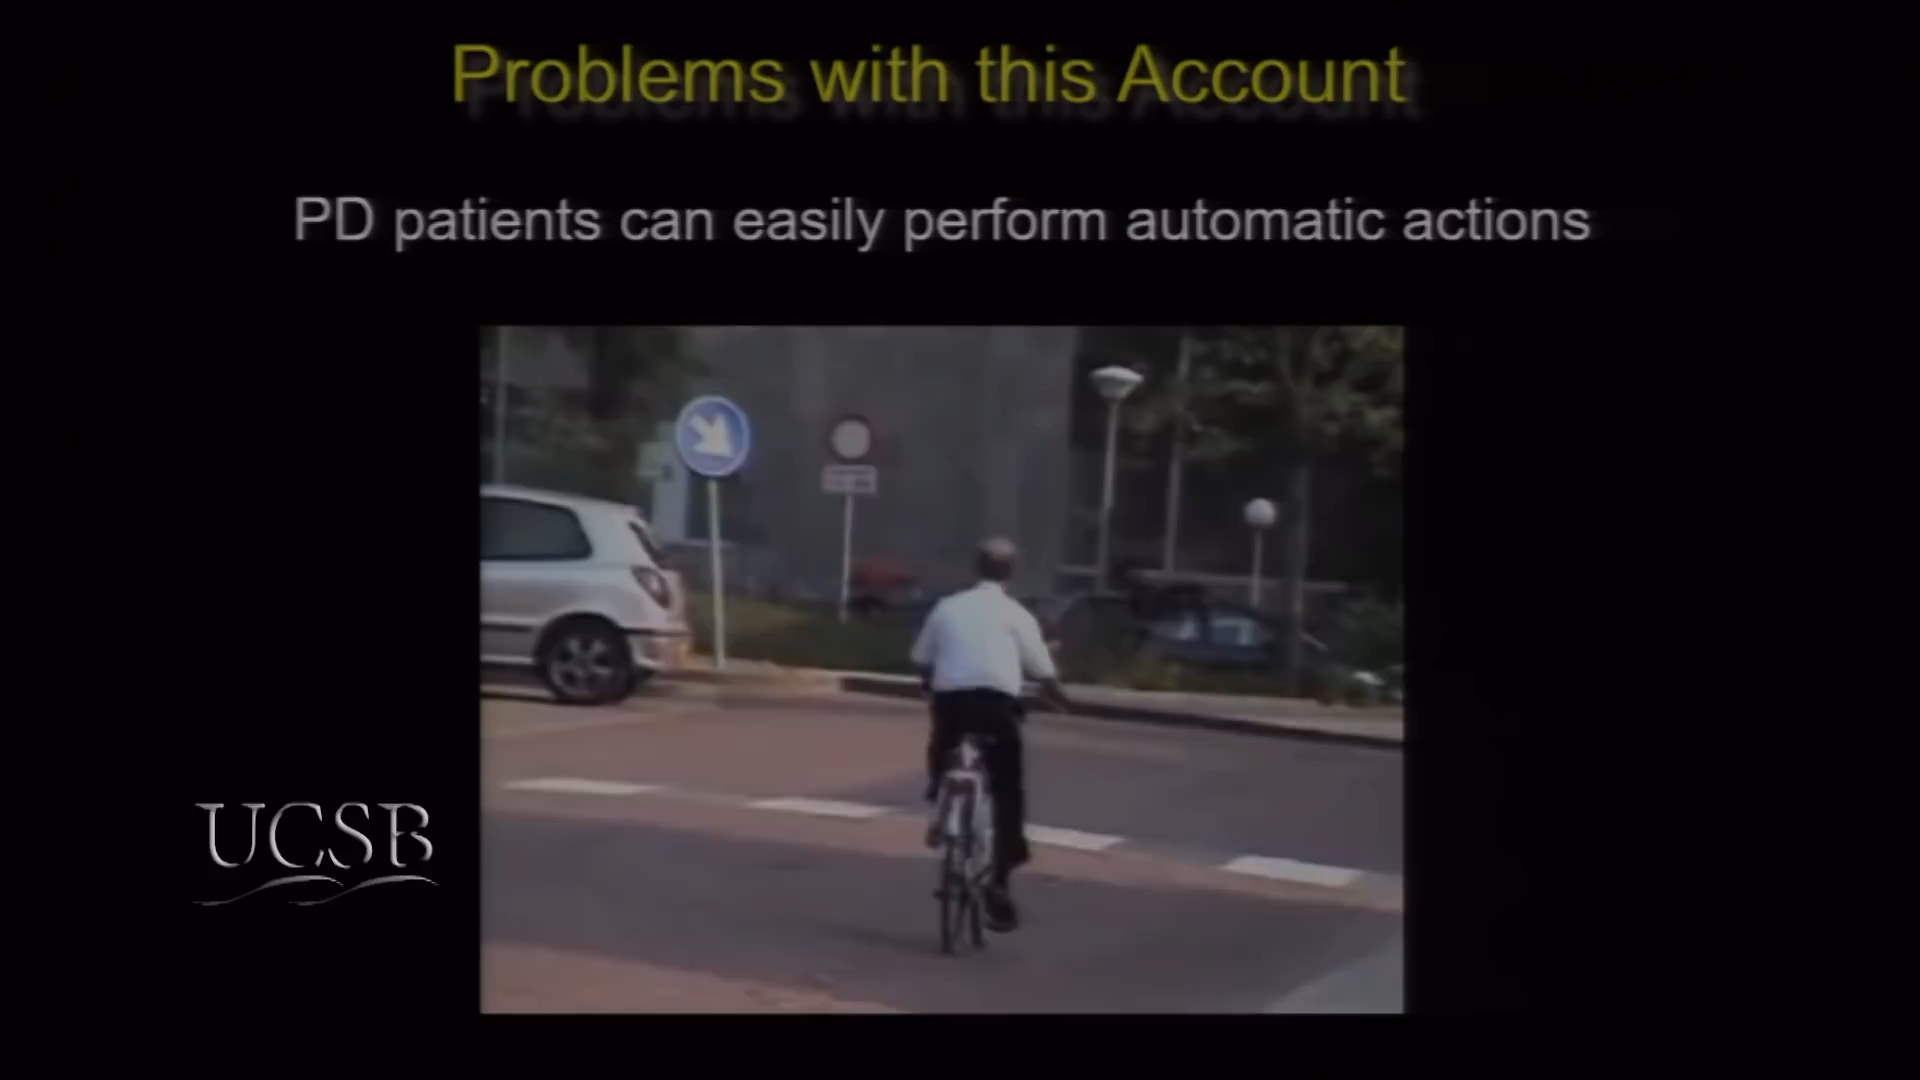 Problems with this Account
PD patients can easily perform automatic actions
UCSB